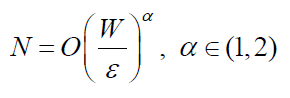 N = O(W/ε)^α , α ∈ (1,2)